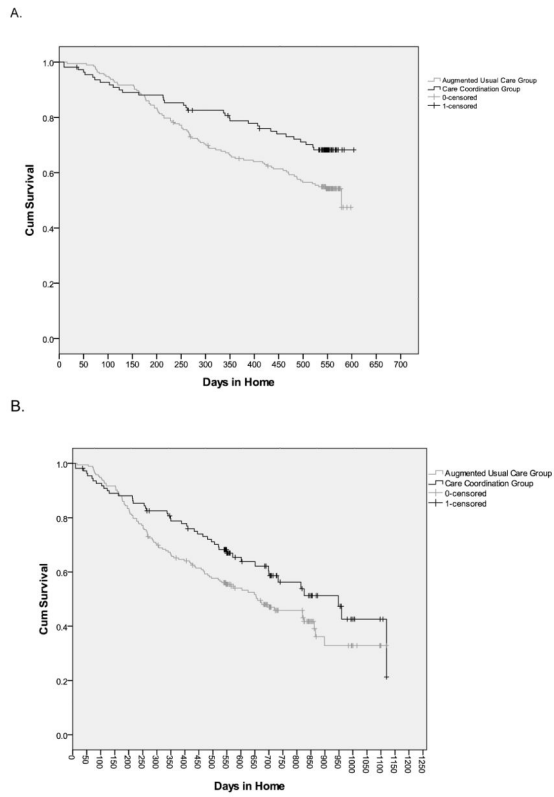 A.
Augmented Usual Care Group
Care Coordination Group
0-censored
1-censored
1.0
0.8
0.6
0.4
0.2
0.0
Cum Survival
0 50 100 150 200 250 300 350 400 450 500 550 600 650 700
Days in Home
B.
Augmented Usual Care Group
Care Coordination Group
0-censored
1-censored
1.0
0.8
0.6
0.4
0.2
0.0
Cum Survival
0 50 100 150 200 250 300 350 400 450 500 550 600 650 700 750 800 850 900 950 1000 1050 1100 1150 1200 1250
Days in Home